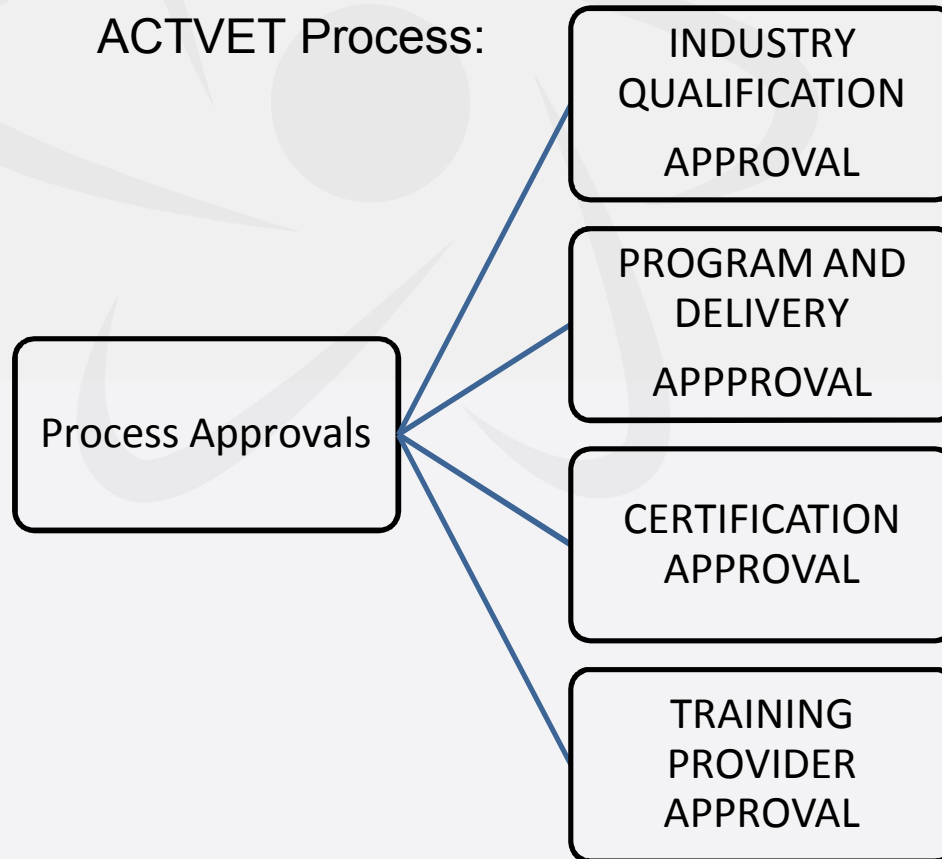 ACTVET Process:
INDUSTRY
QUALIFICATION
APPROVAL
PROGRAM AND
DELIVERY
APPPROVAL
Process Approvals
CERTIFICATION
APPROVAL
TRAINING
PROVIDER
APPROVAL